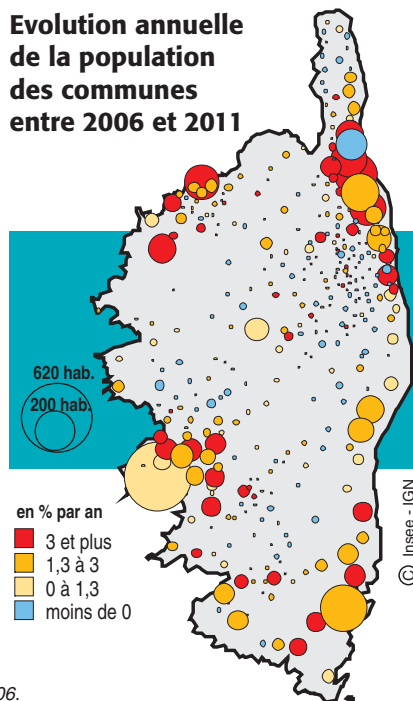 Evolution annuelle
de la population
des communes
entre 2006 et 2011
620 hab.
200 hab.
en % par an
3 et plus
1,3 à 3
0 à 1,3
moins de 0
© Insee - IGN
06.